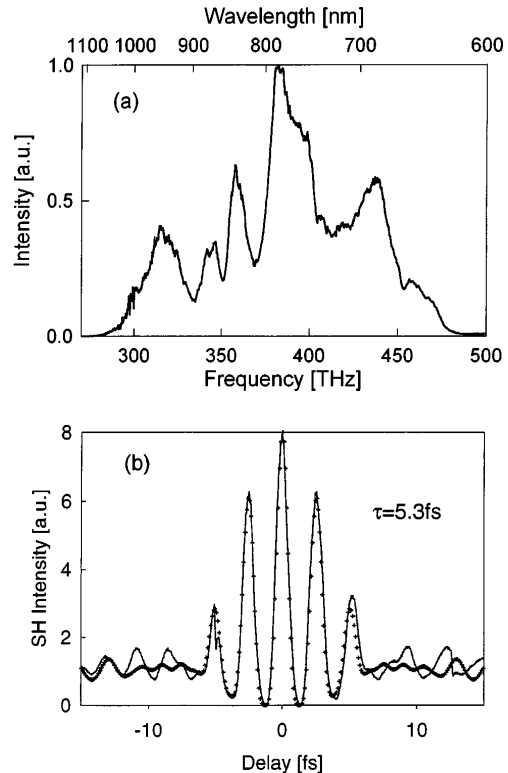 Wavelength [nm]
1100 1000 900 800 700 600
(a)
1.0
0.5
0.0
Intensity [a.u.]
300 350 400 450 500
Frequency [THz]
(b)
τ=5.3fs
8
6
4
2
0
SH Intensity [a.u.]
-10 0 10
Delay [fs]